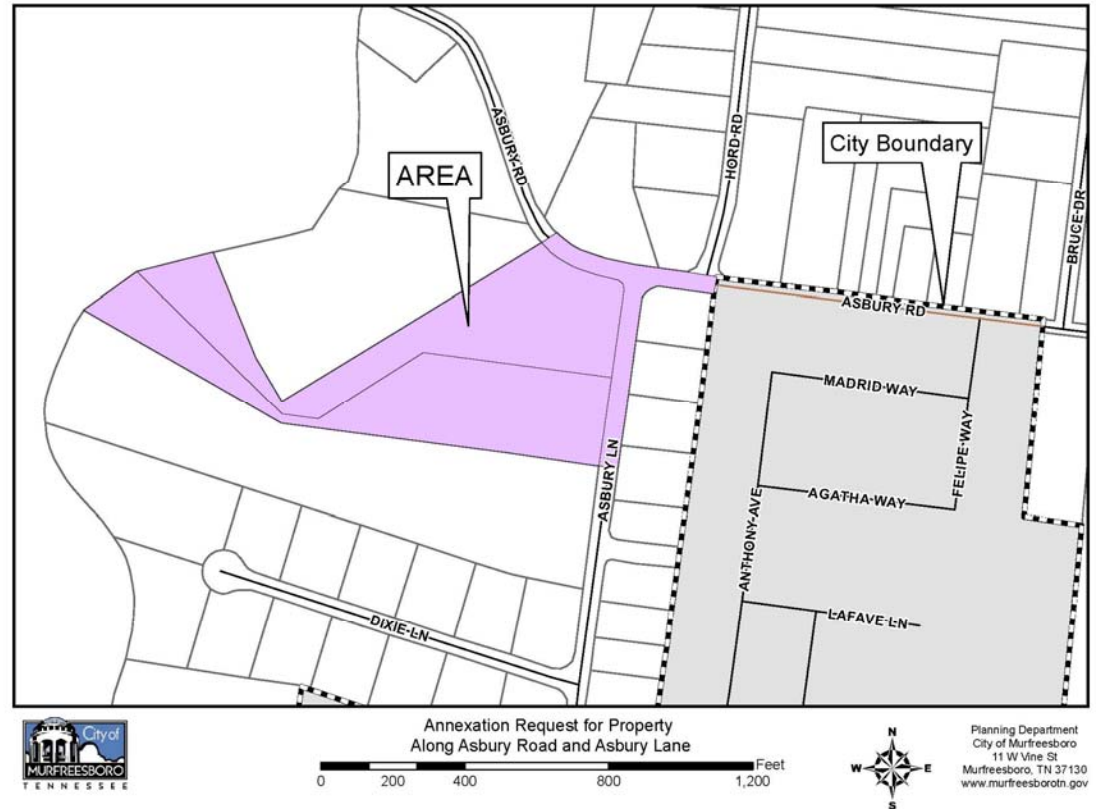 ASBURY RD
HORD RD
AREA
City Boundary
BRUCE DR
ASBURY RD
MADRID WAY
FELIPE WAY
AGATHA WAY
ASBURY LN
ANTHONY AVE
LAFAVE LN
DIXIE LN
City of
MURFREESBORO
TENNESSEE
Annexation Request for Property
Along Asbury Road and Asbury Lane
Feet
0 200 400 800 1,200
N
W E
S
Planning Department
City of Murfreesboro
11 W Vine St
Murfreesboro, TN 37130
www.murfreesborotn.gov